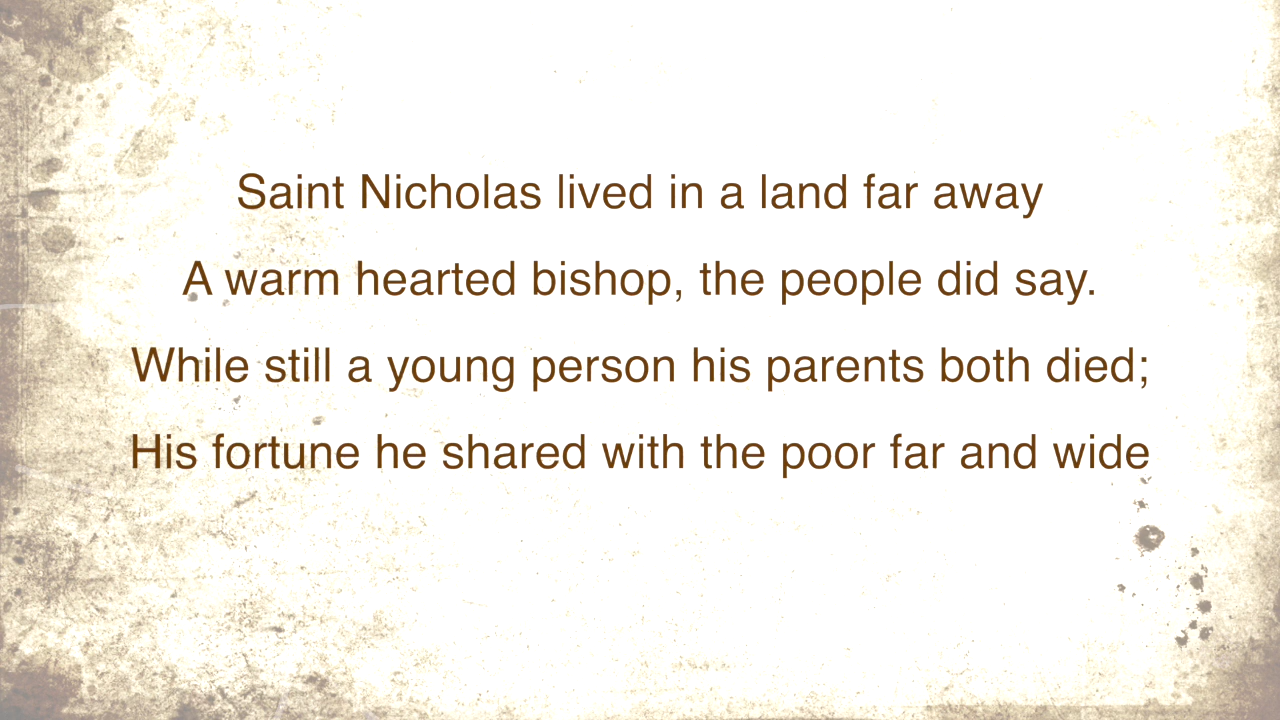 Saint Nicholas lived in a land far away
A warm hearted bishop, the people did say.
While still a young person his parents both died;
His fortune he shared with the poor far and wide